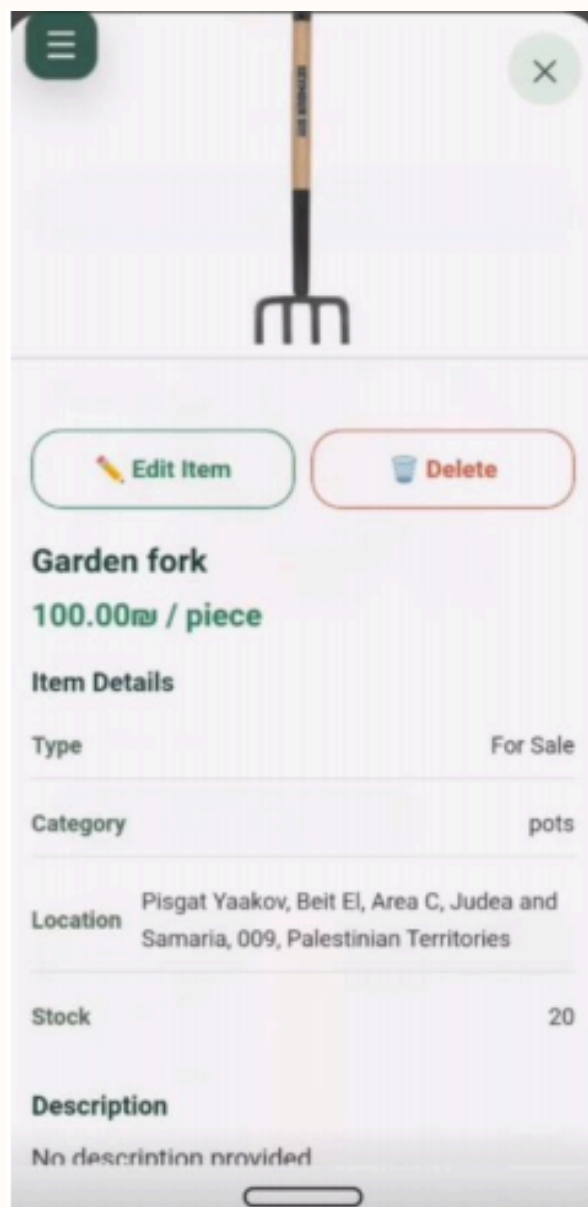 Edit Item
Delete
Garden fork
100.00₪ / piece
Item Details
Type For Sale
Category pots
Location Pisgat Yaakov, Beit El, Area C, Judea and
Samaria, 009, Palestinian Territories
Stock 20
Description
No description provided